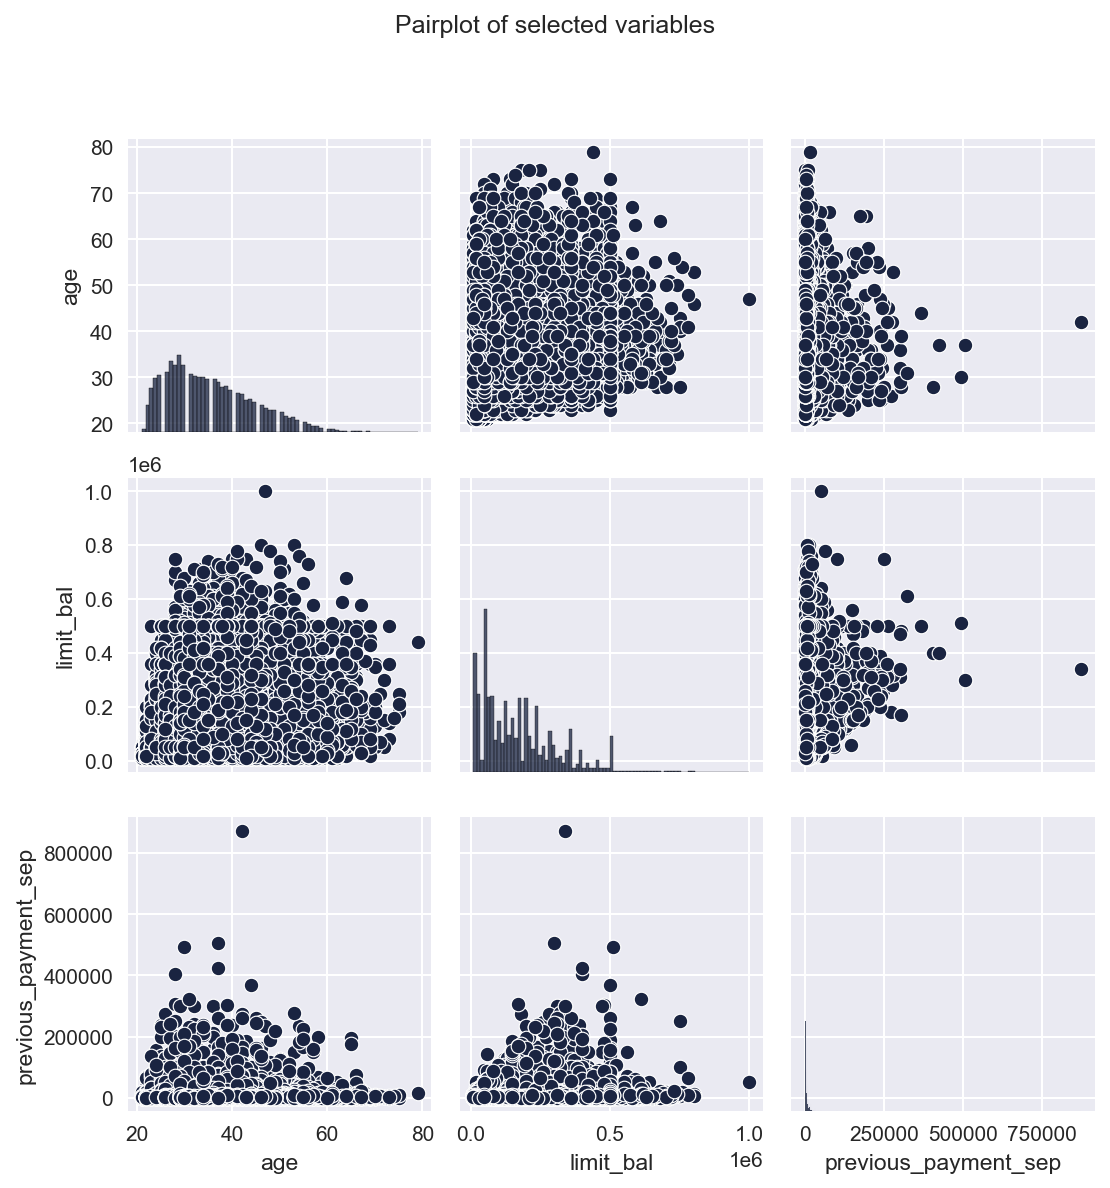 Pairplot of selected variables
80
70
60
50
40
30
20
age
1e6
1.0
0.8
0.6
0.4
0.2
0.0
limit_bal
800000
600000
400000
200000
0
previous_payment_sep
20 40 60 80
age
0.0 0.5 1.0
1e6
limit_bal
0 250000 500000 750000
previous_payment_sep